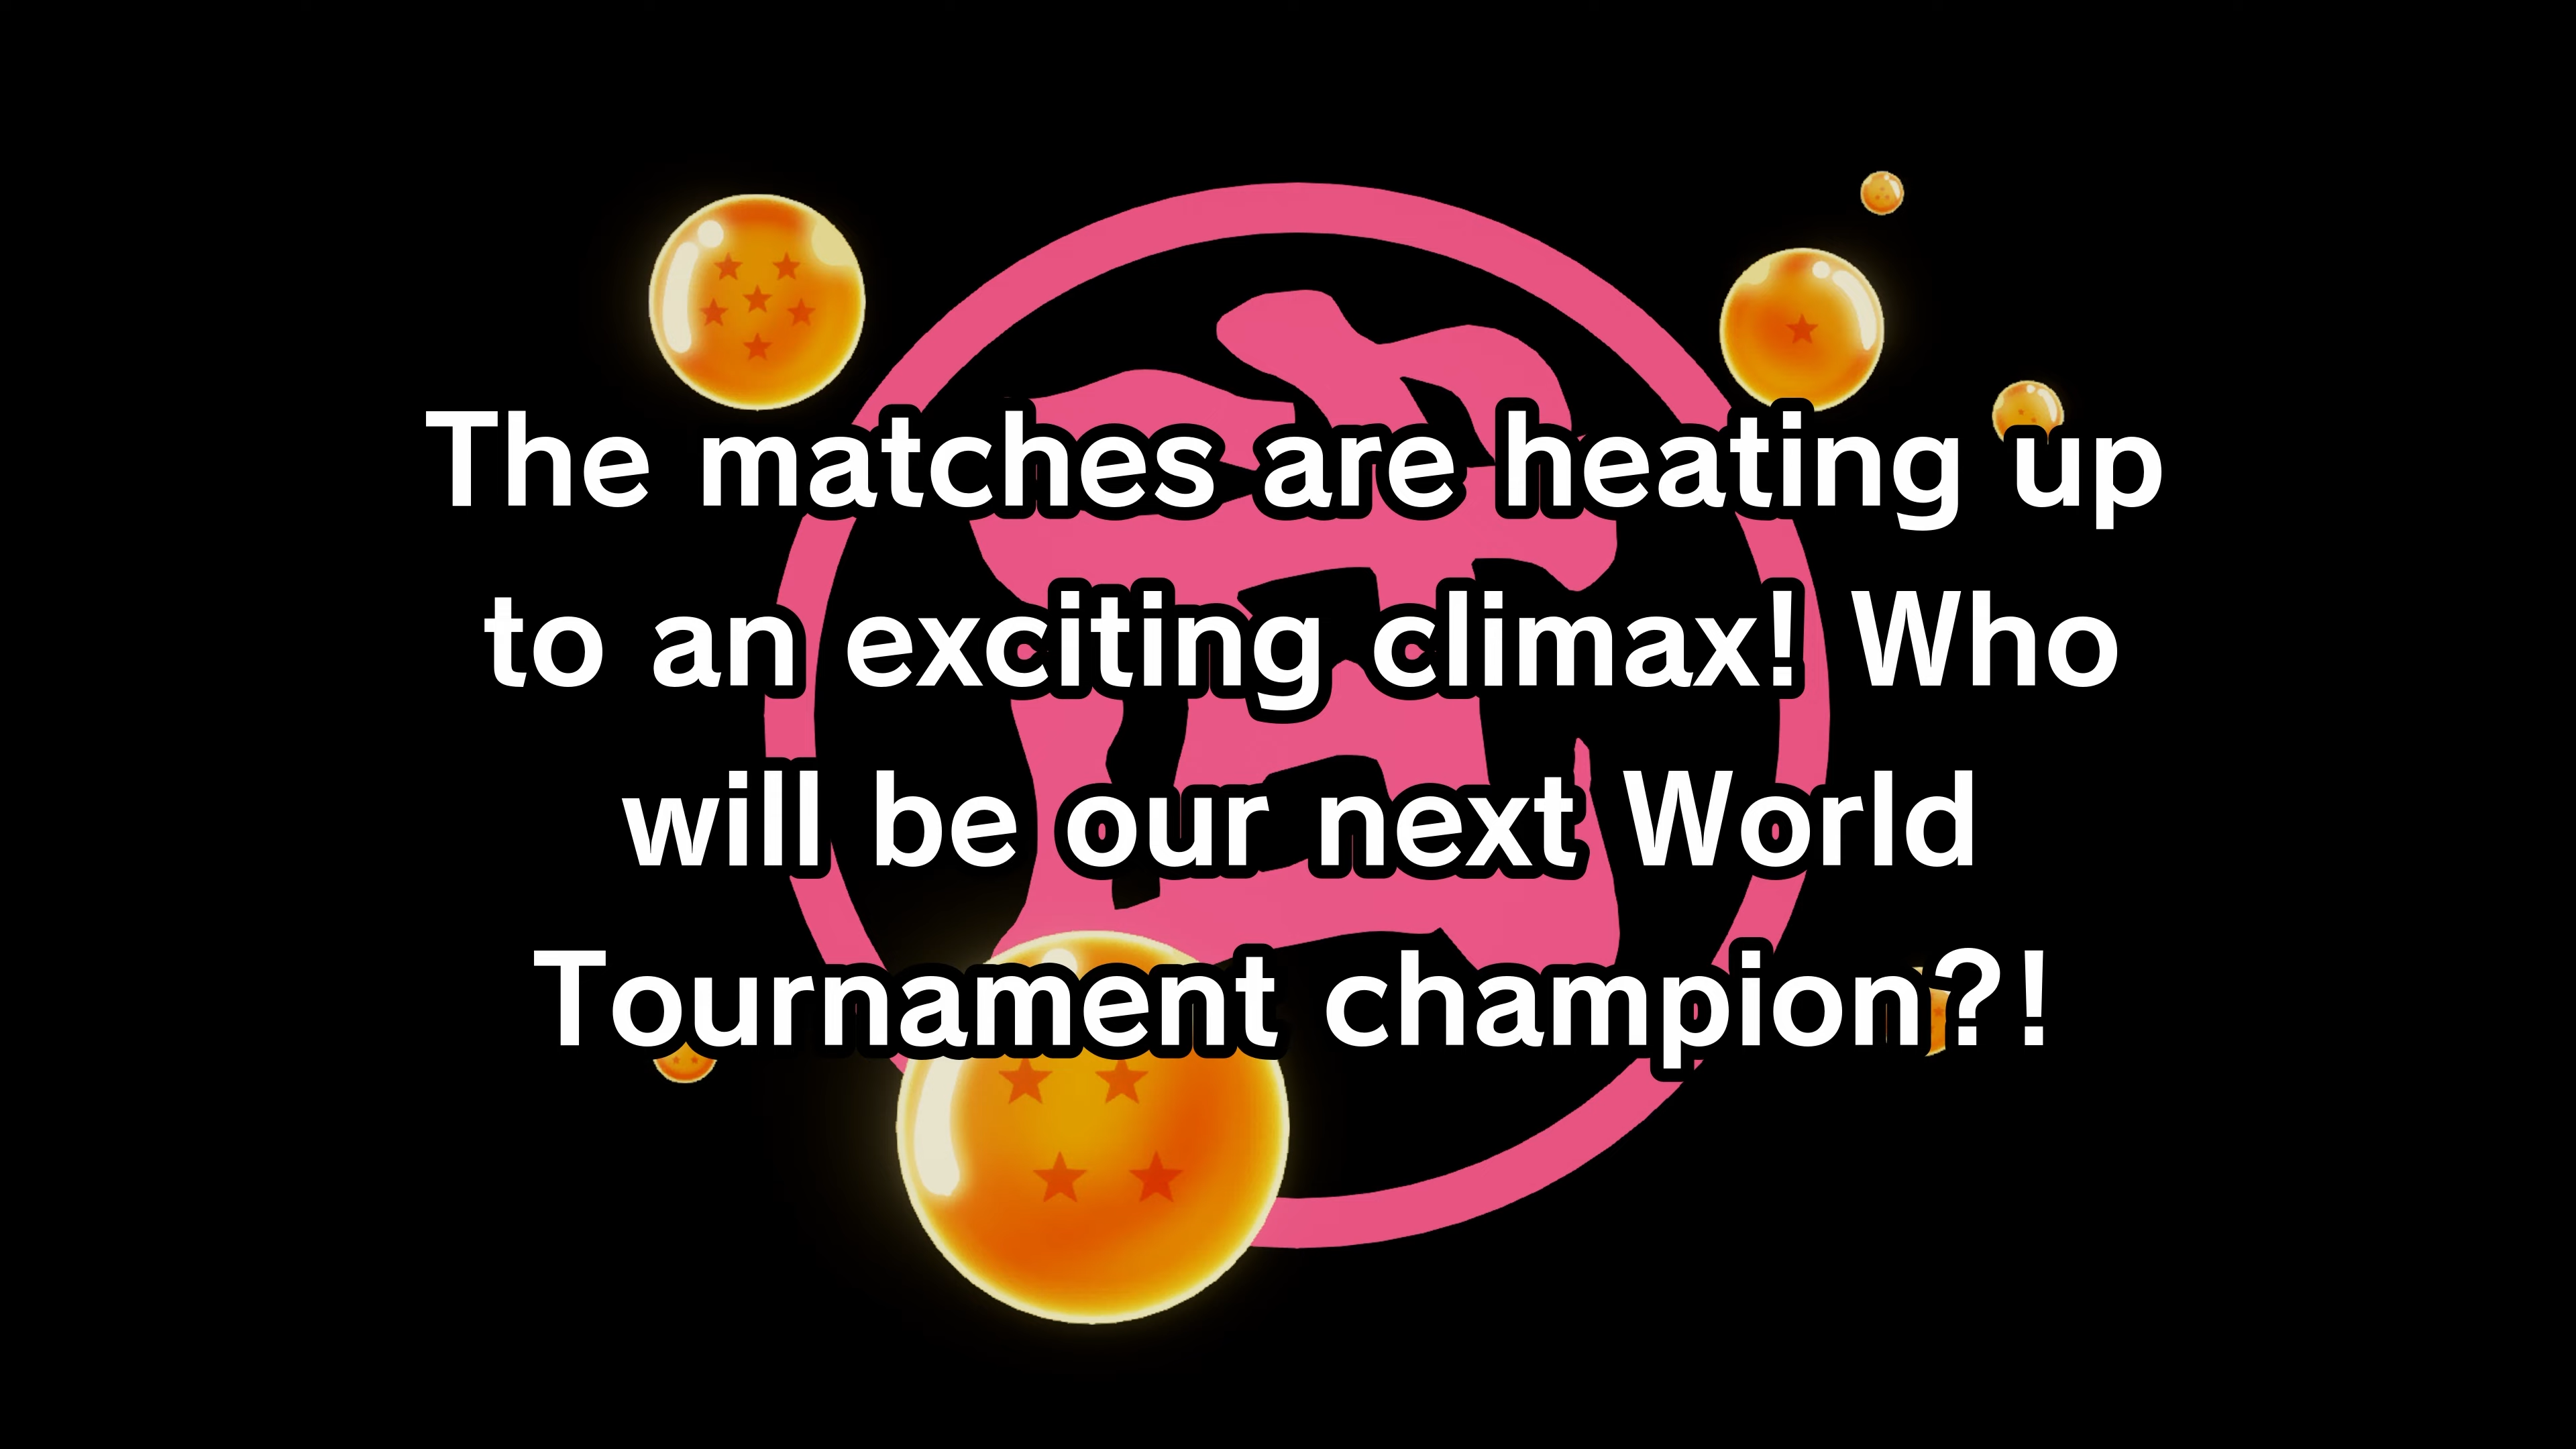 The matches are heating up
to an exciting climax! Who
will be our next World
Tournament champion?!